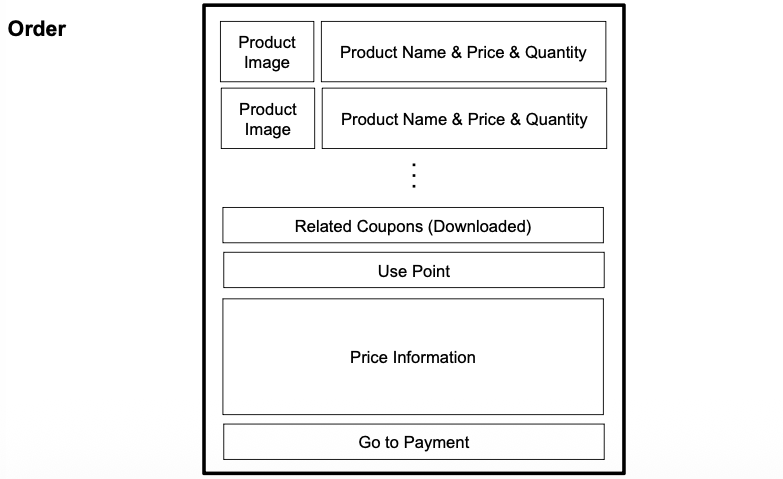 Order
Product
Image
Product Name & Price & Quantity
Product
Image
Product Name & Price & Quantity
Related Coupons (Downloaded)
Use Point
Price Information
Go to Payment